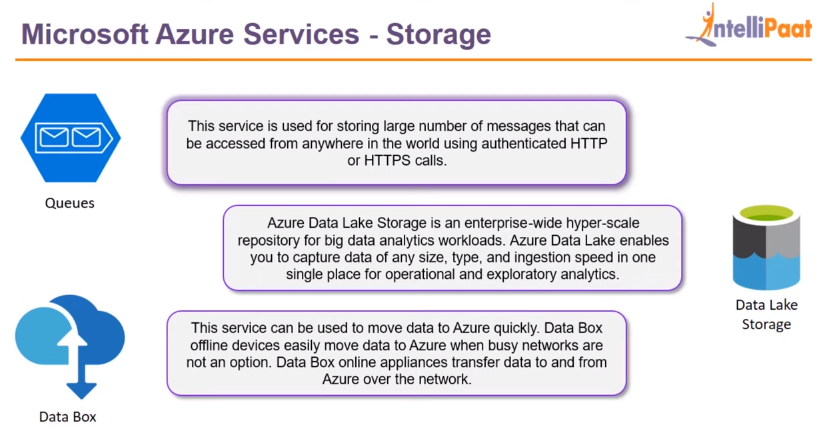 Microsoft Azure Services - Storage
IntelliPaat
This service is used for storing large number of messages that can
be accessed from anywhere in the world using authenticated HTTP
or HTTPS calls.
Queues
Azure Data Lake Storage is an enterprise-wide hyper-scale
repository for big data analytics workloads. Azure Data Lake enables
you to capture data of any size, type, and ingestion speed in one
single place for operational and exploratory analytics.
Data Lake
Storage
This service can be used to move data to Azure quickly. Data Box
offline devices easily move data to Azure when busy networks are
not an option. Data Box online appliances transfer data to and from
Azure over the network.
Data Box